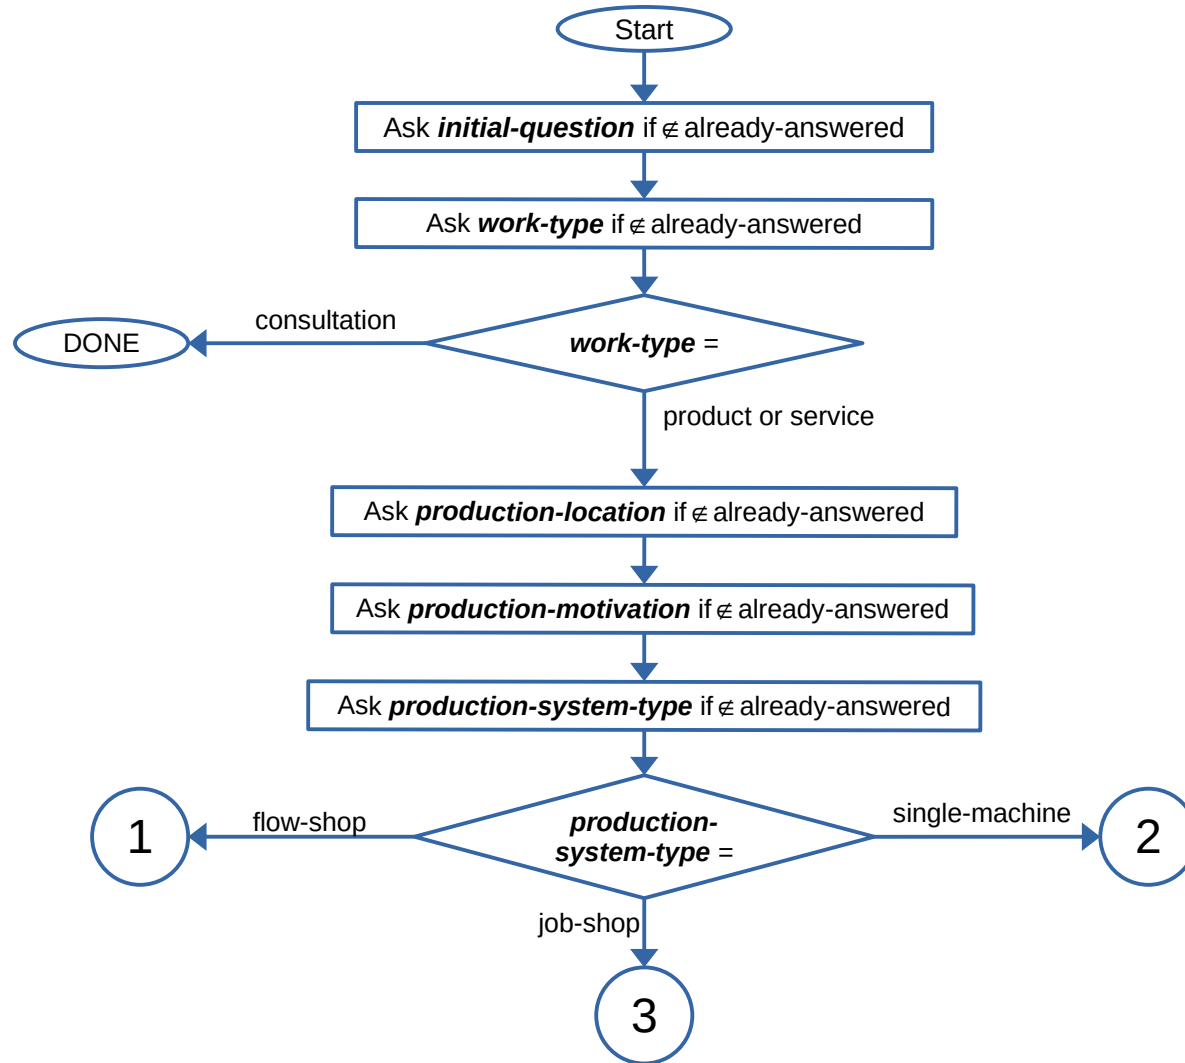 Start
Ask initial-question if ∉ already-answered
Ask work-type if ∉ already-answered
consultation
DONE
work-type =
product or service
Ask production-location if ∉ already-answered
Ask production-motivation if ∉ already-answered
Ask production-system-type if ∉ already-answered
flow-shop
single-machine
1
production-
system-type =
2
job-shop
3